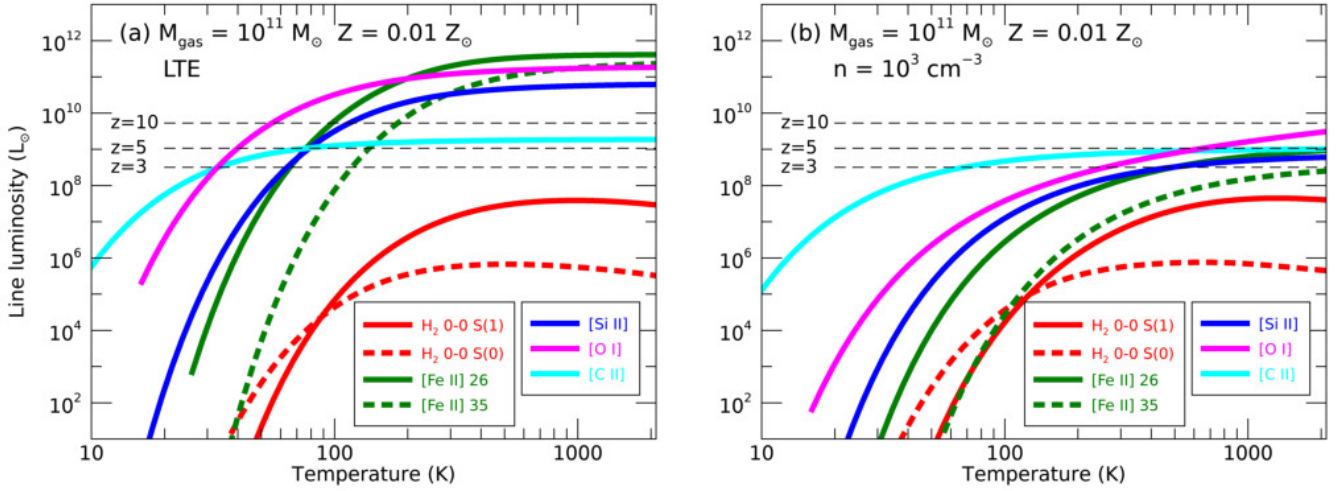 (a) M_gas = 10^11 M_⊙ Z = 0.01 Z_⊙
LTE
Line luminosity (L_⊙)
10^12
10^10
10^8
10^6
10^4
10^2
z=10
z=5
z=3
H_2 0-0 S(1)
H_2 0-0 S(0)
[Fe II] 26
[Fe II] 35
[Si II]
[O I]
[C II]
10
100
1000
Temperature (K)
(b) M_gas = 10^11 M_⊙ Z = 0.01 Z_⊙
n = 10^3 cm^−3
10^12
10^10
10^8
10^6
10^4
10^2
z=10
z=5
z=3
H_2 0-0 S(1)
H_2 0-0 S(0)
[Fe II] 26
[Fe II] 35
[Si II]
[O I]
[C II]
10
100
1000
Temperature (K)